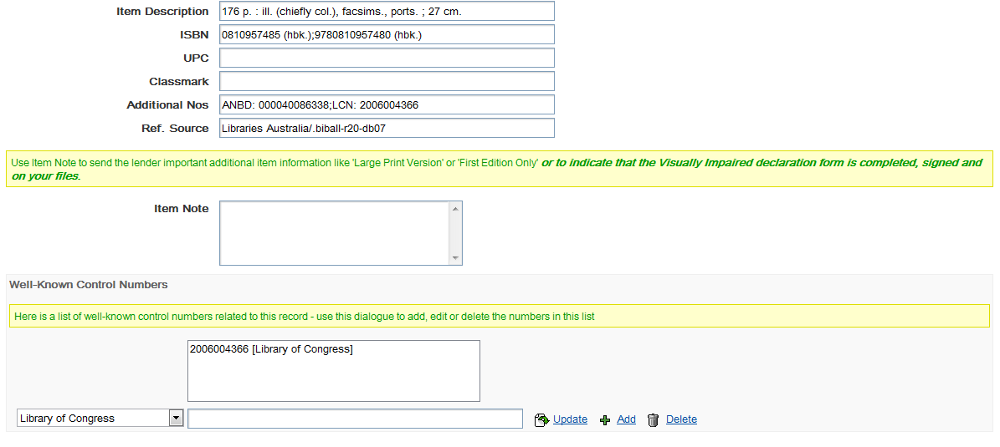 Item Description 176 p. : ill. (chiefly col.), facsims., ports. ; 27 cm.
ISBN 0810957485 (hbk.);9780810957480 (hbk.)
UPC
Classmark
Additional Nos ANBD: 000040086338;LCN: 2006004366
Ref. Source Libraries Australia/.biball-r20-db07
Use Item Note to send the lender important additional item information like 'Large Print Version' or 'First Edition Only' or to indicate that the Visually Impaired declaration form is completed, signed and
on your files.
Item Note
Well-Known Control Numbers
Here is a list of well-known control numbers related to this record - use this dialogue to add, edit or delete the numbers in this list
2006004366 [Library of Congress]
Library of Congress Update Add Delete